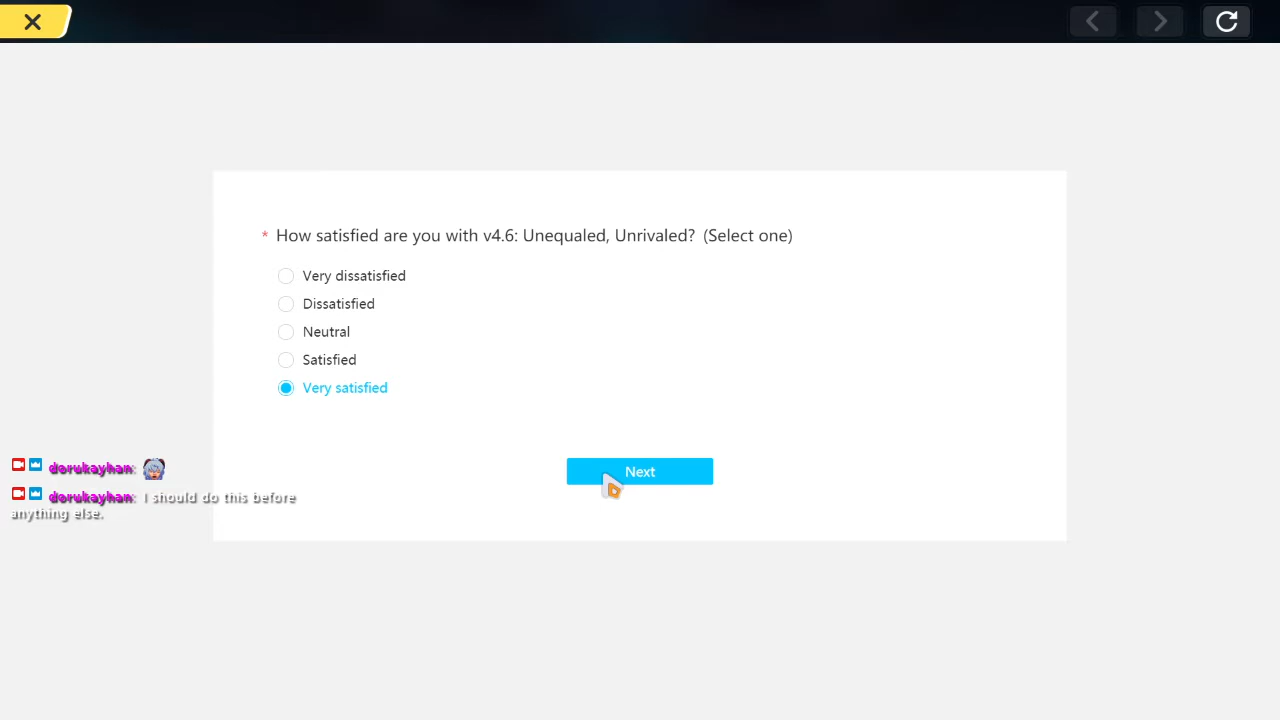 * How satisfied are you with v4.6: Unequaled, Unrivaled? (Select one)
Very dissatisfied
Dissatisfied
Neutral
Satisfied
Very satisfied
Next
dorukayhan:
dorukayhan: I should do this before
anything else.